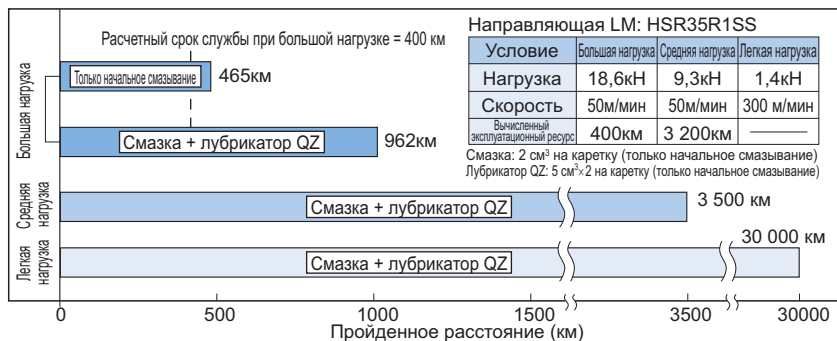 Расчетный срок службы при большой нагрузке = 400 км
Большая нагрузка
Только начальное смазывание
465км
Смазка + лубрикатор QZ
962км
Направляющая LM: HSR35R1SS
Условие Большая нагрузка Средняя нагрузка Легкая нагрузка
Нагрузка 18,6кН 9,3кН 1,4кН
Скорость 50м/мин 50м/мин 300 м/мин
Вычисленный
эксплуатационный ресурс 400км 3 200км ———
Смазка: 2 см³ на каретку (только начальное смазывание)
Лубрикатор QZ: 5 см³×2 на каретку (только начальное смазывание)
Средняя
нагрузка
Смазка + лубрикатор QZ
3 500 км
Легкая
нагрузка
Смазка + лубрикатор QZ
30 000 км
0 500 1000 1500 3500 30000
Пройденное расстояние (км)